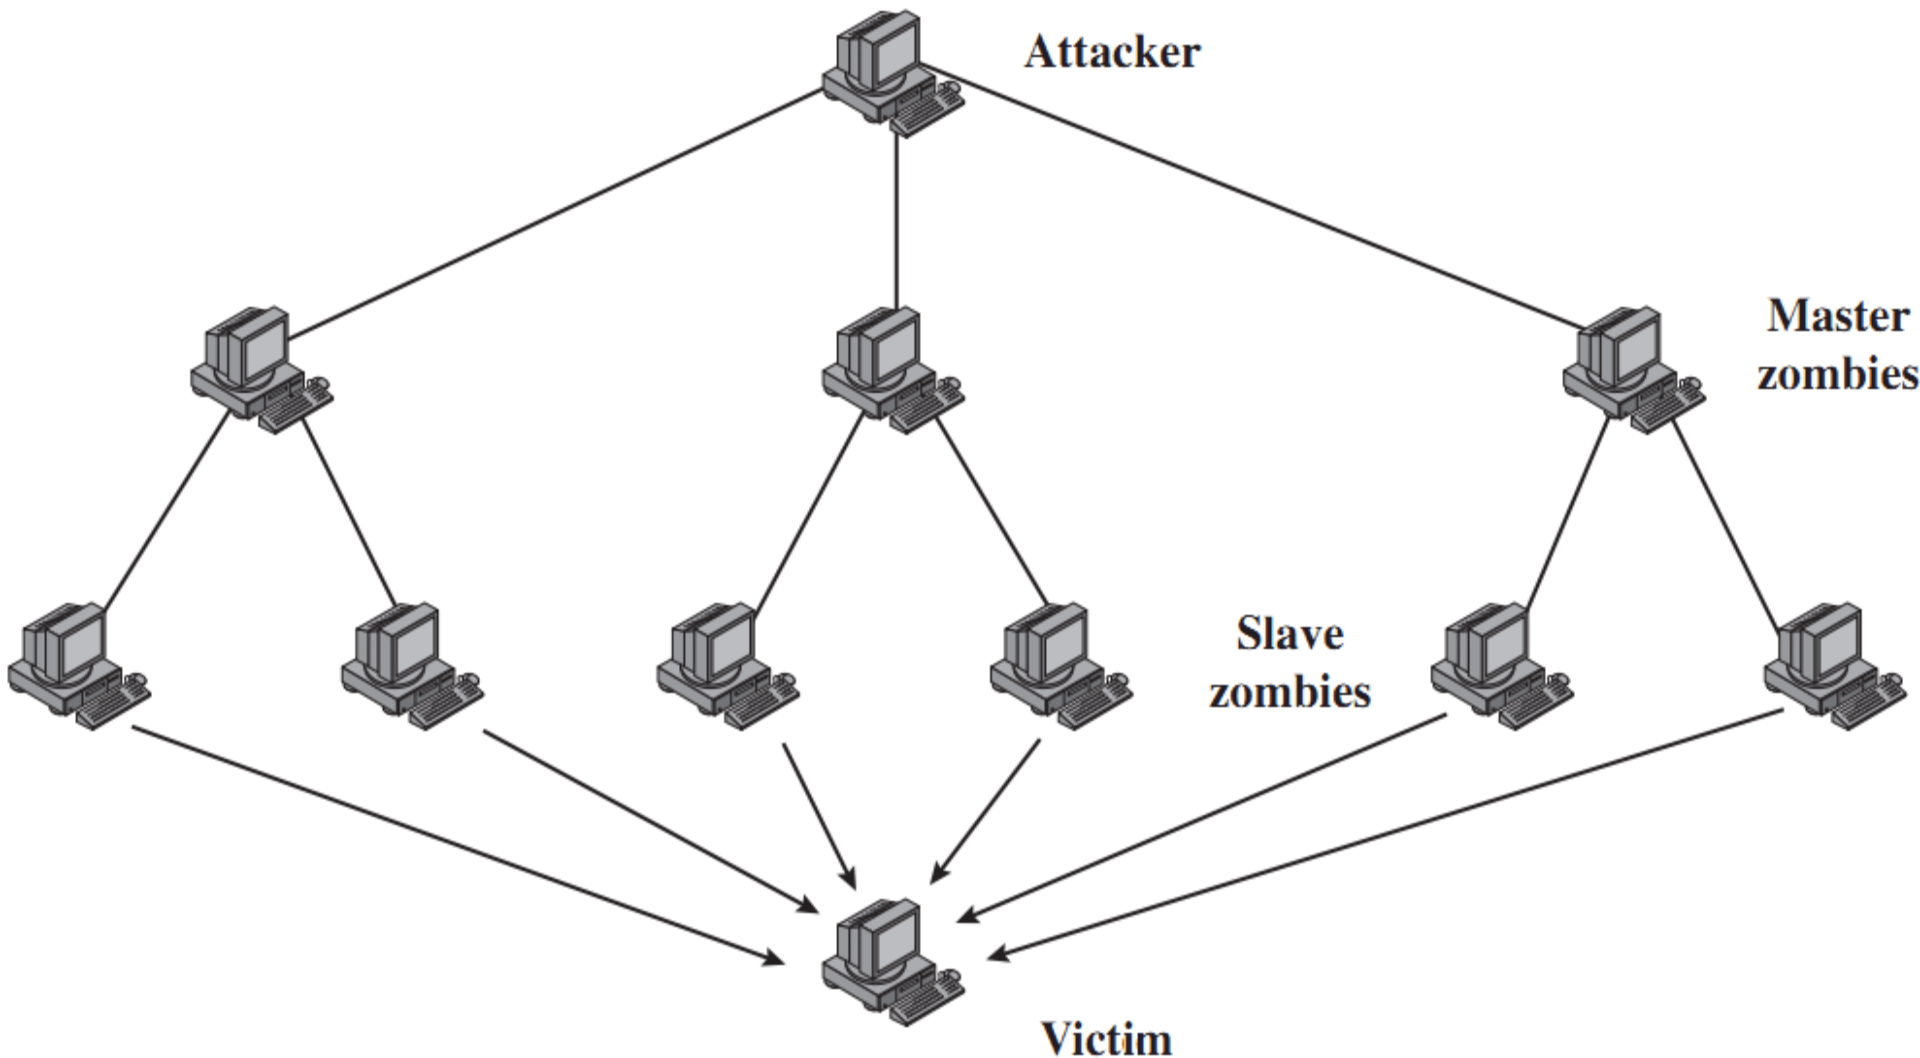 Attacker
Master
zombies
Slave
zombies
Victim